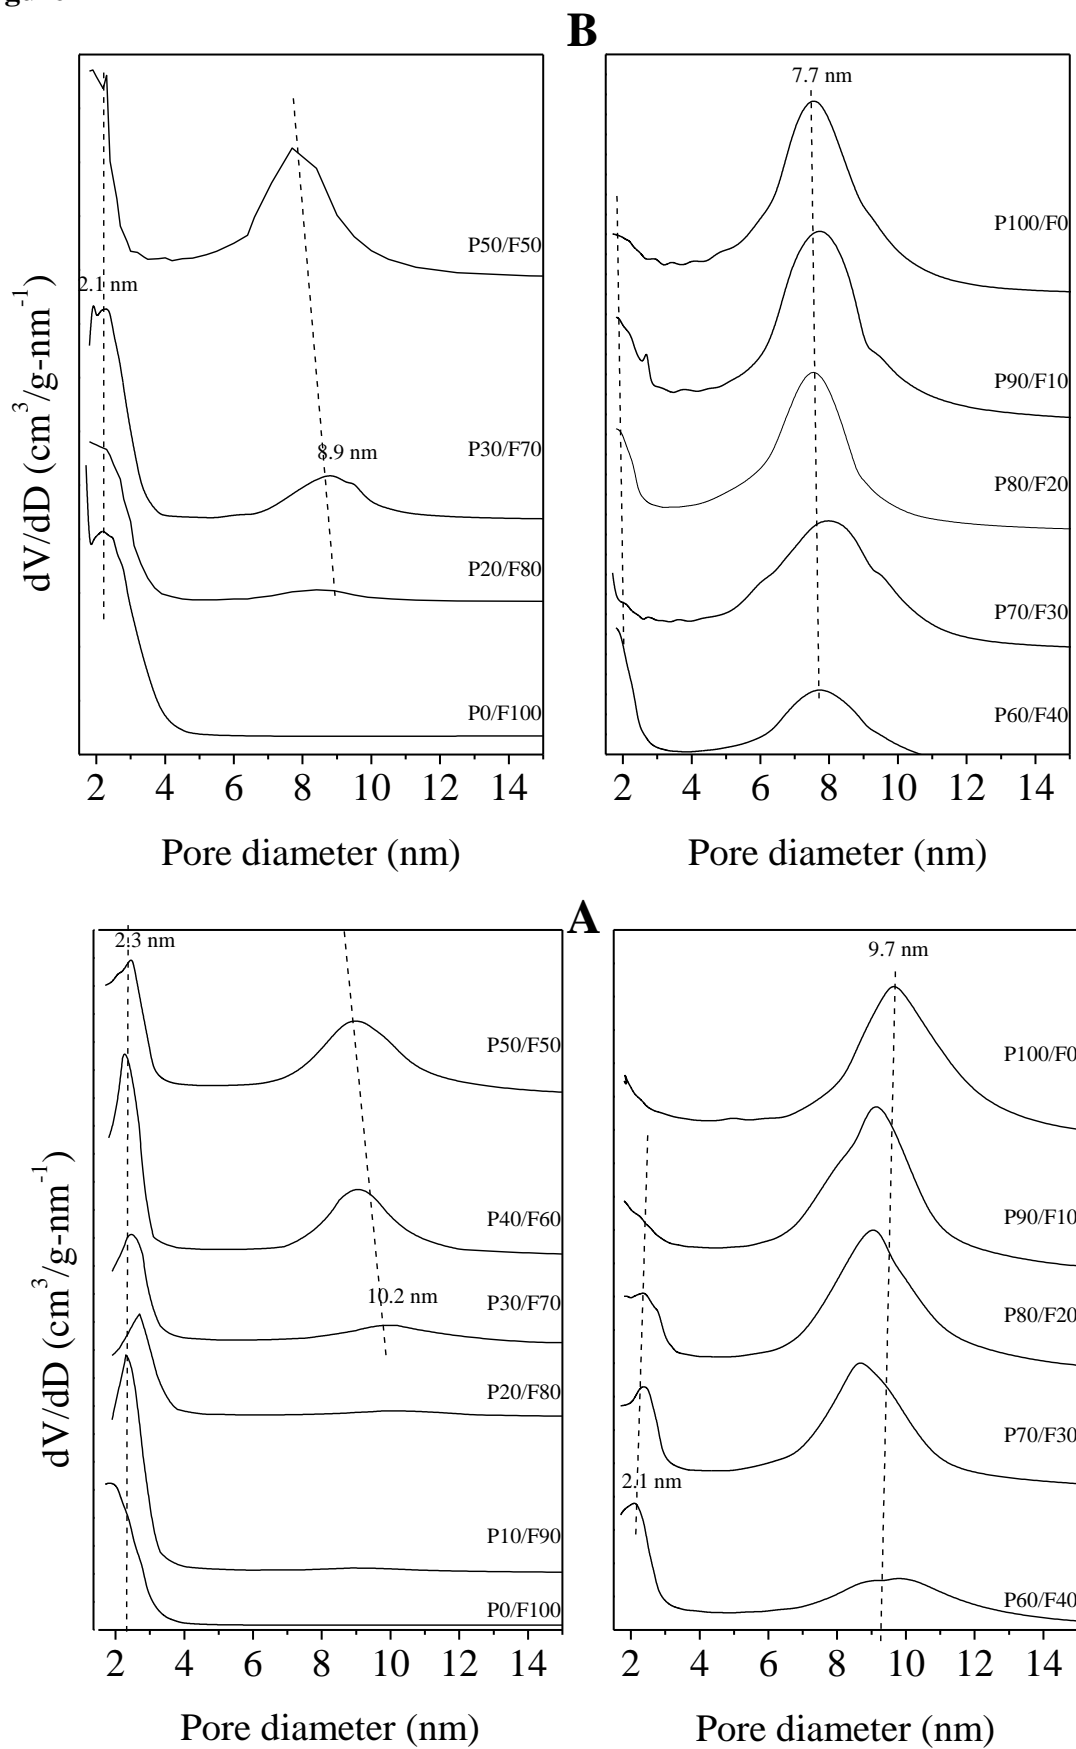 B
7.7 nm
P50/F50
2.1 nm
P30/F70
8.9 nm
P20/F80
P0/F100
P100/F0
P90/F10
P80/F20
P70/F30
P60/F40
dV/dD (cm³/g-nm⁻¹)
2 4 6 8 10 12 14
2 4 6 8 10 12 14
Pore diameter (nm)
Pore diameter (nm)
A
2.3 nm
P50/F50
P40/F60
10.2 nm
P30/F70
P20/F80
P10/F90
P0/F100
9.7 nm
P100/F0
P90/F10
P80/F20
P70/F30
2.1 nm
P60/F40
dV/dD (cm³/g-nm⁻¹)
2 4 6 8 10 12 14
2 4 6 8 10 12 14
Pore diameter (nm)
Pore diameter (nm)